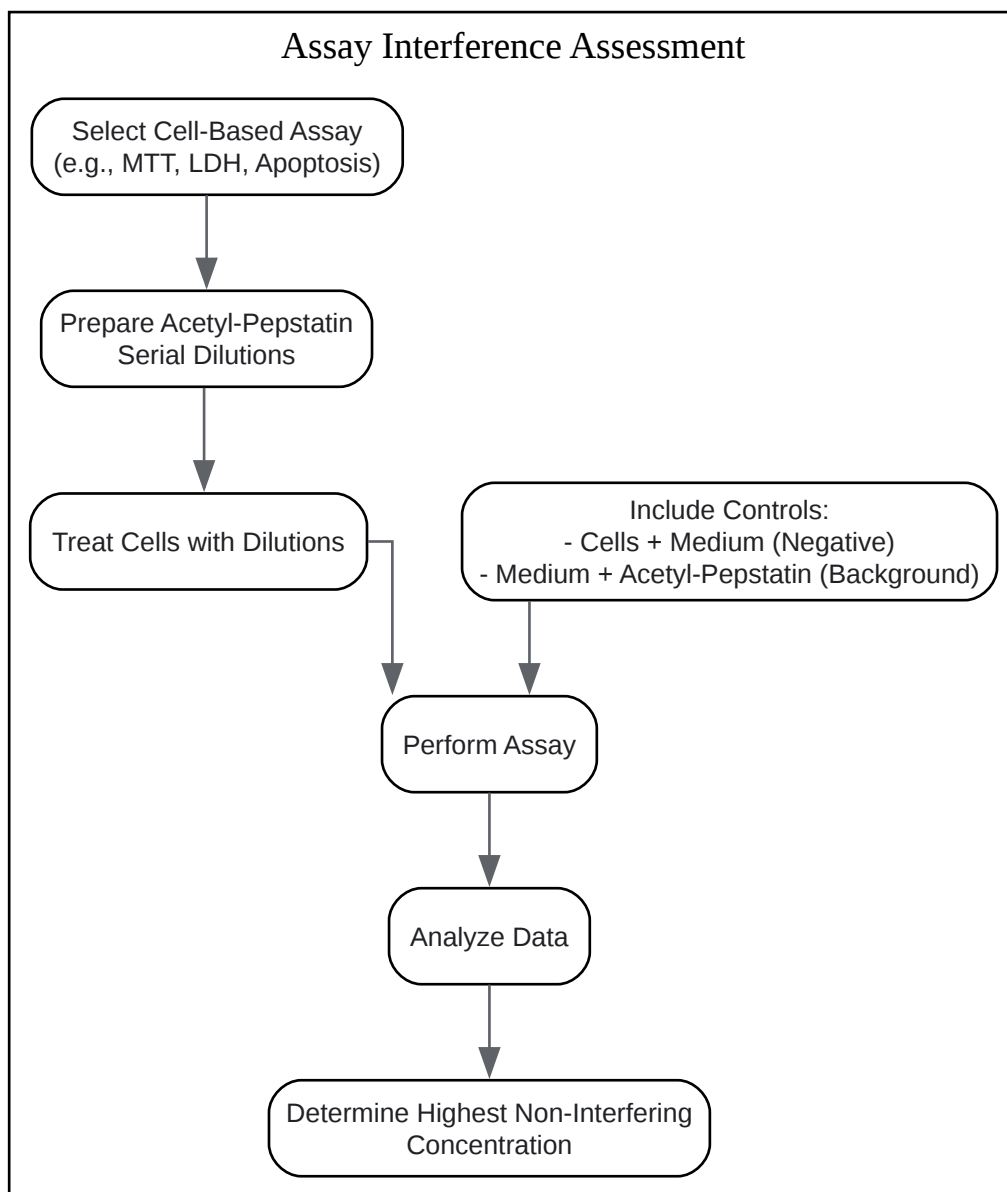 Assay Interference Assessment
Select Cell-Based Assay
(e.g., MTT, LDH, Apoptosis)
Prepare Acetyl-Pepstatin
Serial Dilutions
Treat Cells with Dilutions
Include Controls:
- Cells + Medium (Negative)
- Medium + Acetyl-Pepstatin (Background)
Perform Assay
Analyze Data
Determine Highest Non-Interfering
Concentration